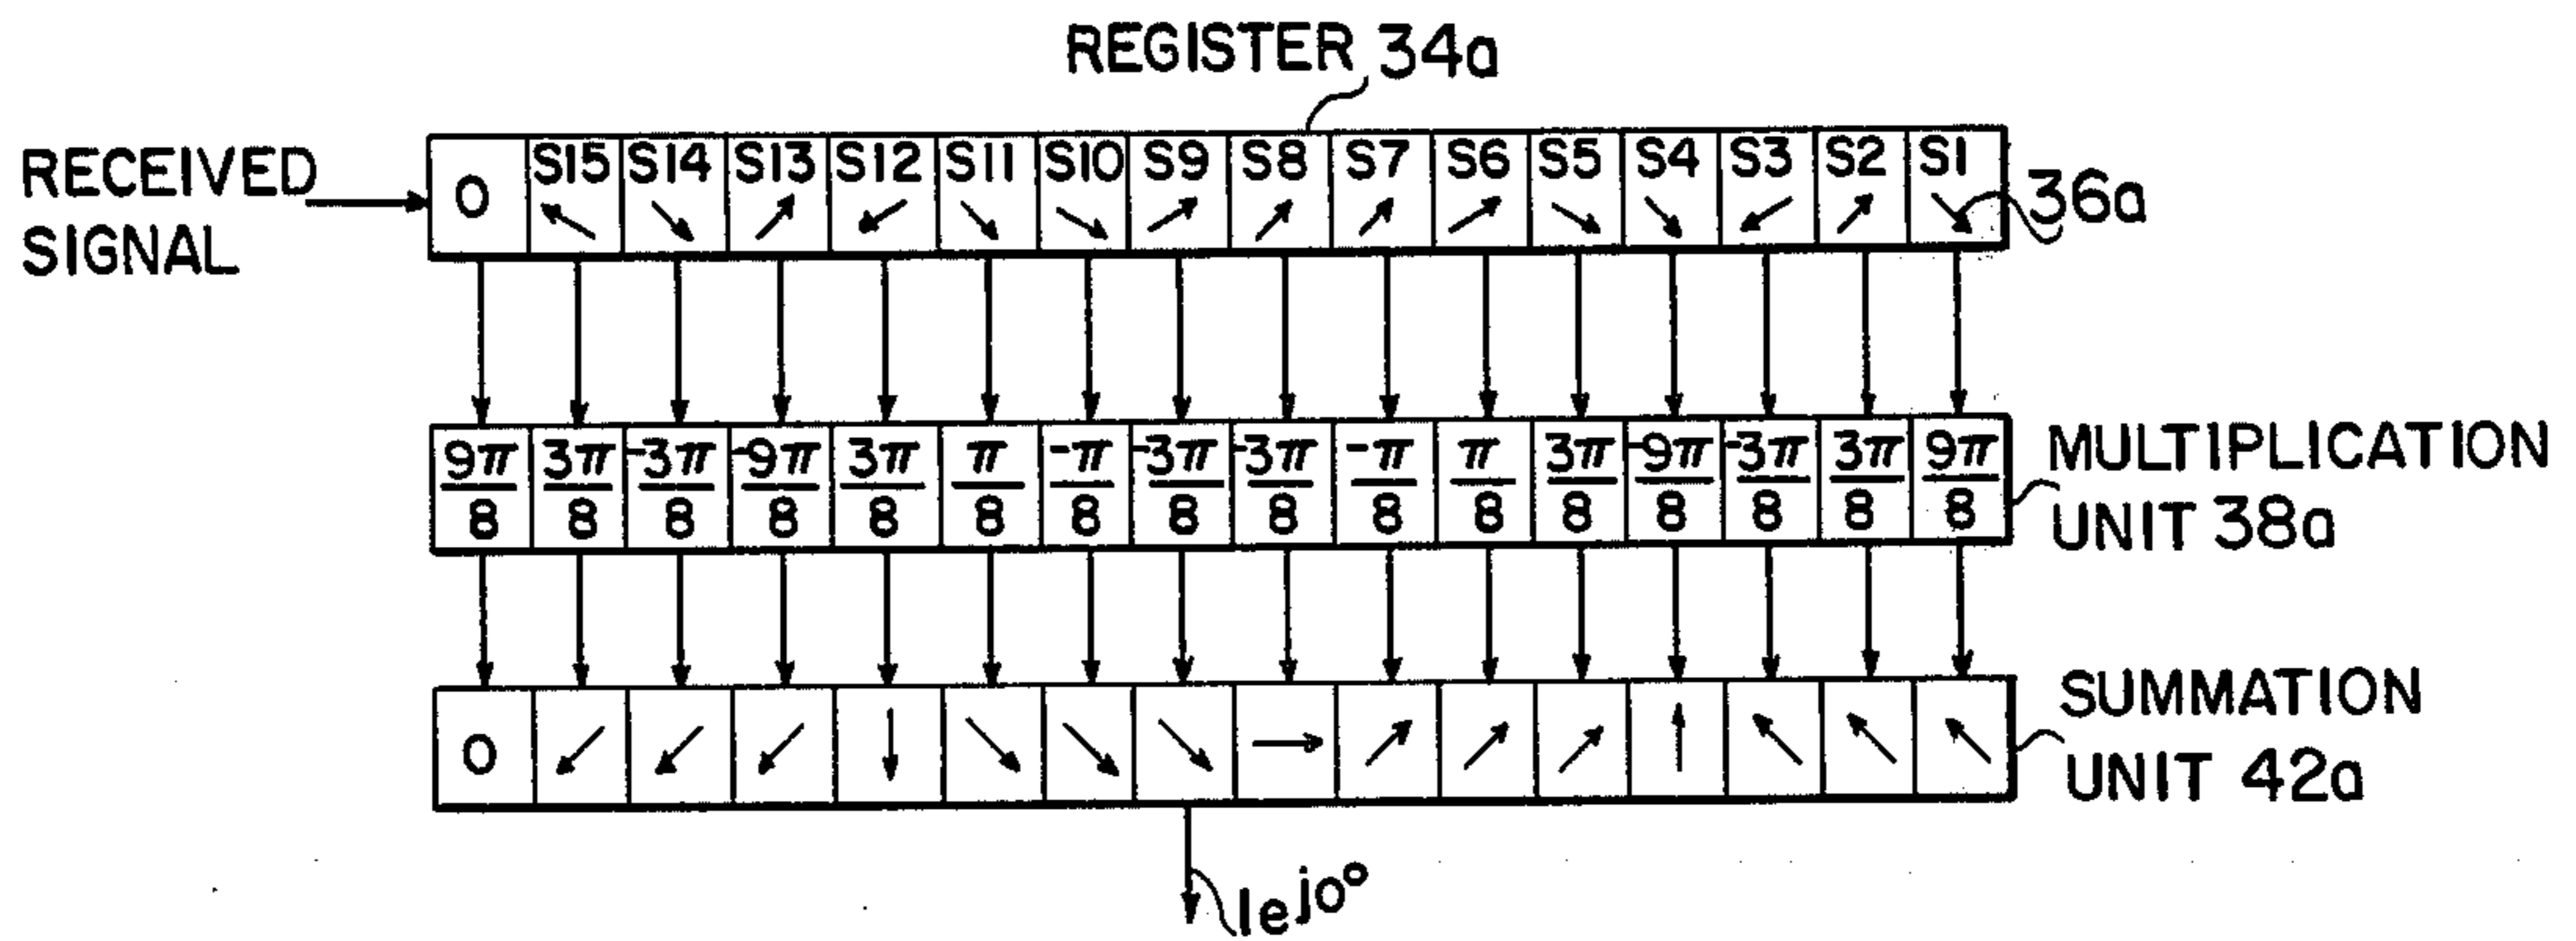 REGISTER 34a
RECEIVED
SIGNAL
0 S15 S14 S13 S12 S11 S10 S9 S8 S7 S6 S5 S4 S3 S2 S1
36a
9π/8 3π/8 -3π/8 -9π/8 3π/8 π/8 -π/8 -3π/8 -3π/8 -π/8 π/8 3π/8 -9π/8 -3π/8 3π/8 9π/8
MULTIPLICATION
UNIT 38a
0
SUMMATION
UNIT 42a
1e^j0°